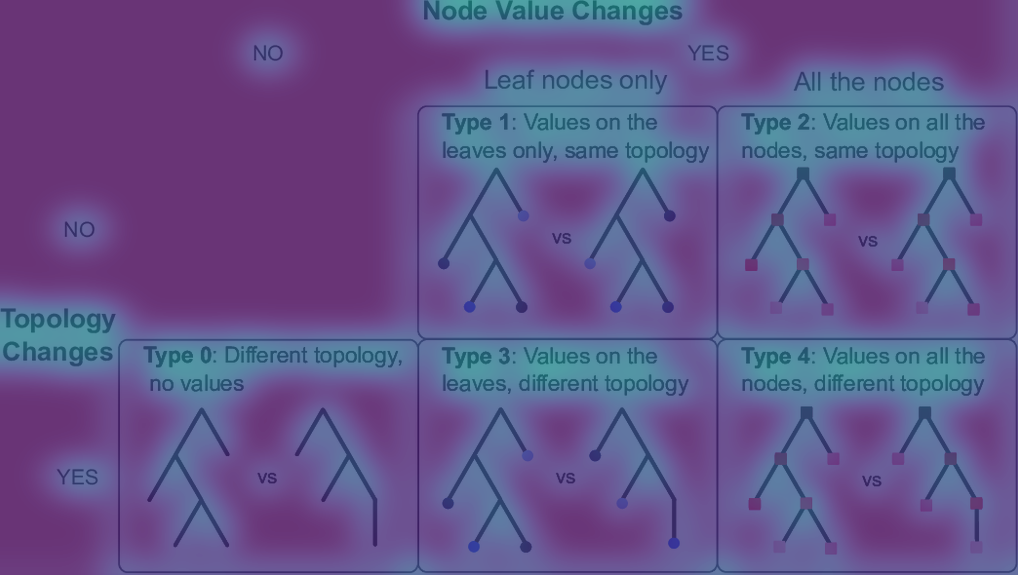 Node Value Changes
NO
YES
Leaf nodes only
All the nodes
Type 1: Values on the
leaves only, same topology
vs
Type 2: Values on all the
nodes, same topology
vs
NO
Topology
Changes
YES
Type 0: Different topology,
no values
vs
Type 3: Values on the
leaves, different topology
vs
Type 4: Values on all the
nodes, different topology
vs